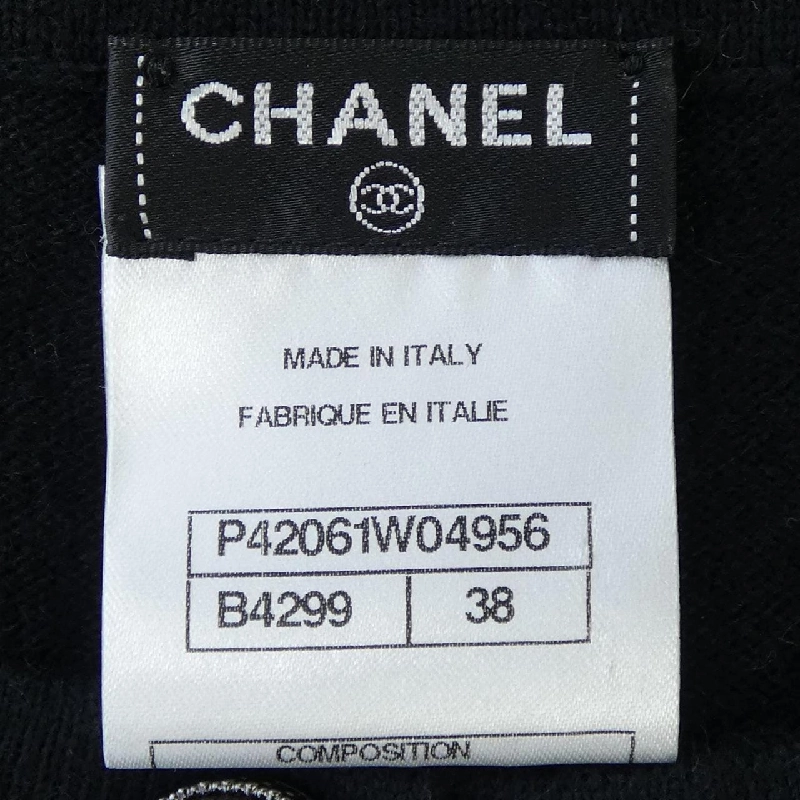 CHANEL
MADE IN ITALY
FABRIQUE EN ITALIE
P42061W04956
B4299 38
COMPOSITION